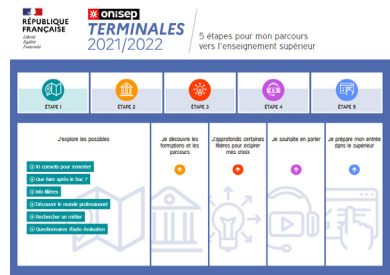 RÉPUBLIQUE
FRANÇAISE
Liberté
Égalité
Fraternité
onisep
TERMINALES
2021/2022
5 étapes pour mon parcours
vers l'enseignement supérieur
ÉTAPE 1
ÉTAPE 2
ÉTAPE 3
ÉTAPE 4
ÉTAPE 5
J'explore les possibles
10 conseils pour s'orienter
Que faire après le bac ?
Info filières
Découvrir le monde professionnel
Rechercher un métier
Questionnaires d'auto-évaluation
Je découvre les
formations et les
parcours
J'approfondis certaines
filières pour éclairer
mes choix
Je souhaite en parler
Je prépare mon entrée
dans le supérieur